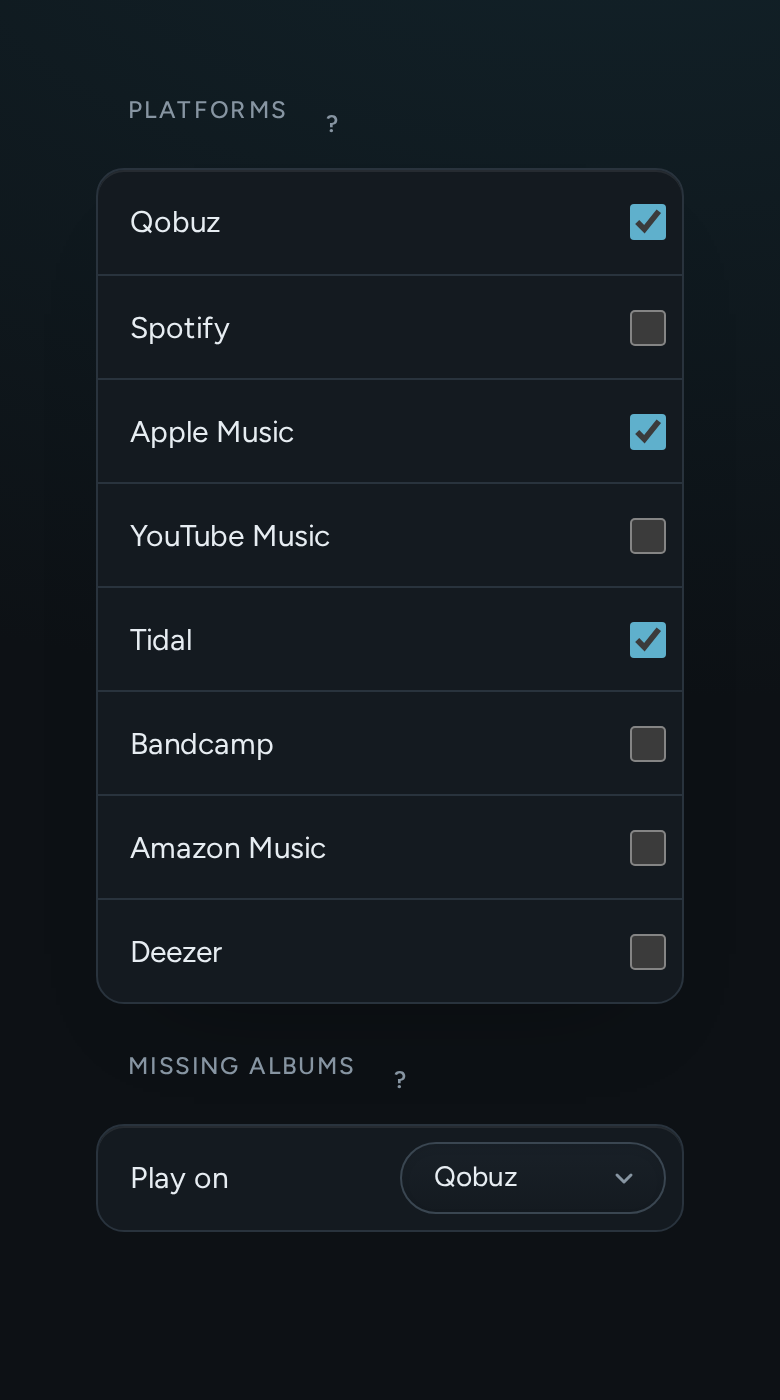 PLATFORMS ?
Qobuz
Spotify
Apple Music
YouTube Music
Tidal
Bandcamp
Amazon Music
Deezer
MISSING ALBUMS ?
Play on Qobuz